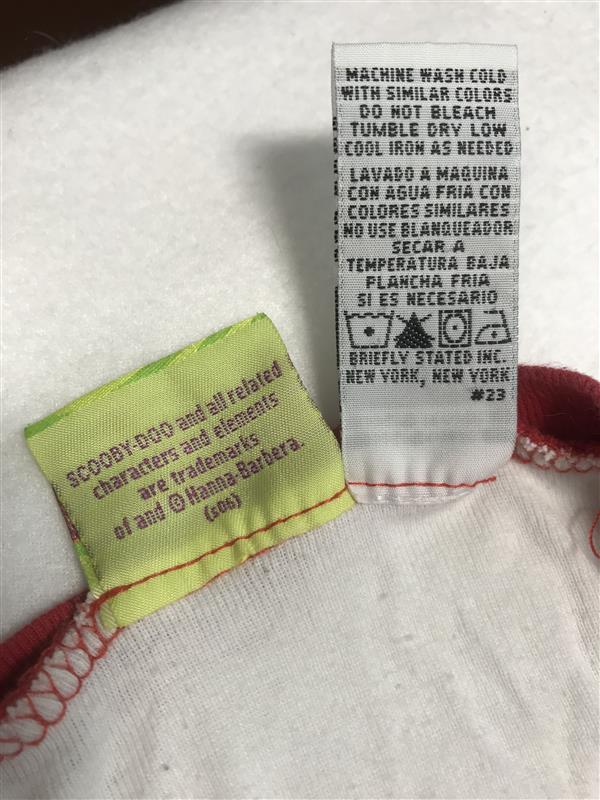 MACHINE WASH COLD
WITH SIMILAR COLORS
DO NOT BLEACH
TUMBLE DRY LOW
COOL IRON AS NEEDED
LAVADO A MAQUINA
CON AGUA FRIA CON
COLORES SIMILARES
NO USE BLANQUEADOR
SECAR A
TEMPERATURA BAJA
PLANCHA FRIA
SI ES NECESARIO
BRIEFLY STATED INC.
NEW YORK, NEW YORK
#23
SCOOBY-DOO and all related
characters and elements
are trademarks
of and © Hanna-Barbera.
(s06)